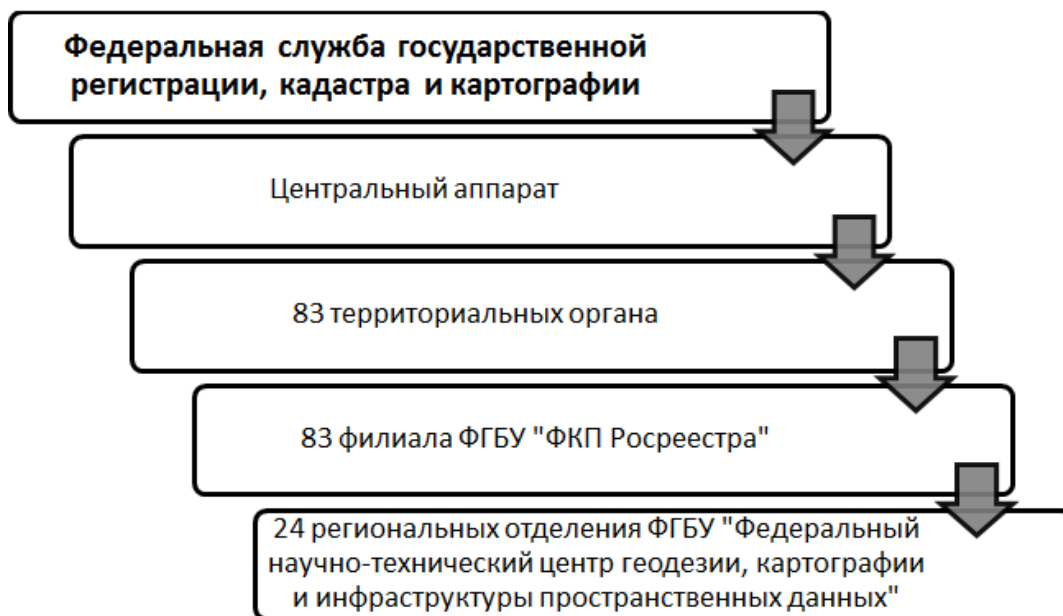 Федеральная служба государственной
регистрации, кадастра и картографии
Центральный аппарат
83 территориальных органа
83 филиала ФГБУ "ФКП Росреестра"
24 региональных отделения ФГБУ "Федеральный
научно-технический центр геодезии, картографии
и инфраструктуры пространственных данных"